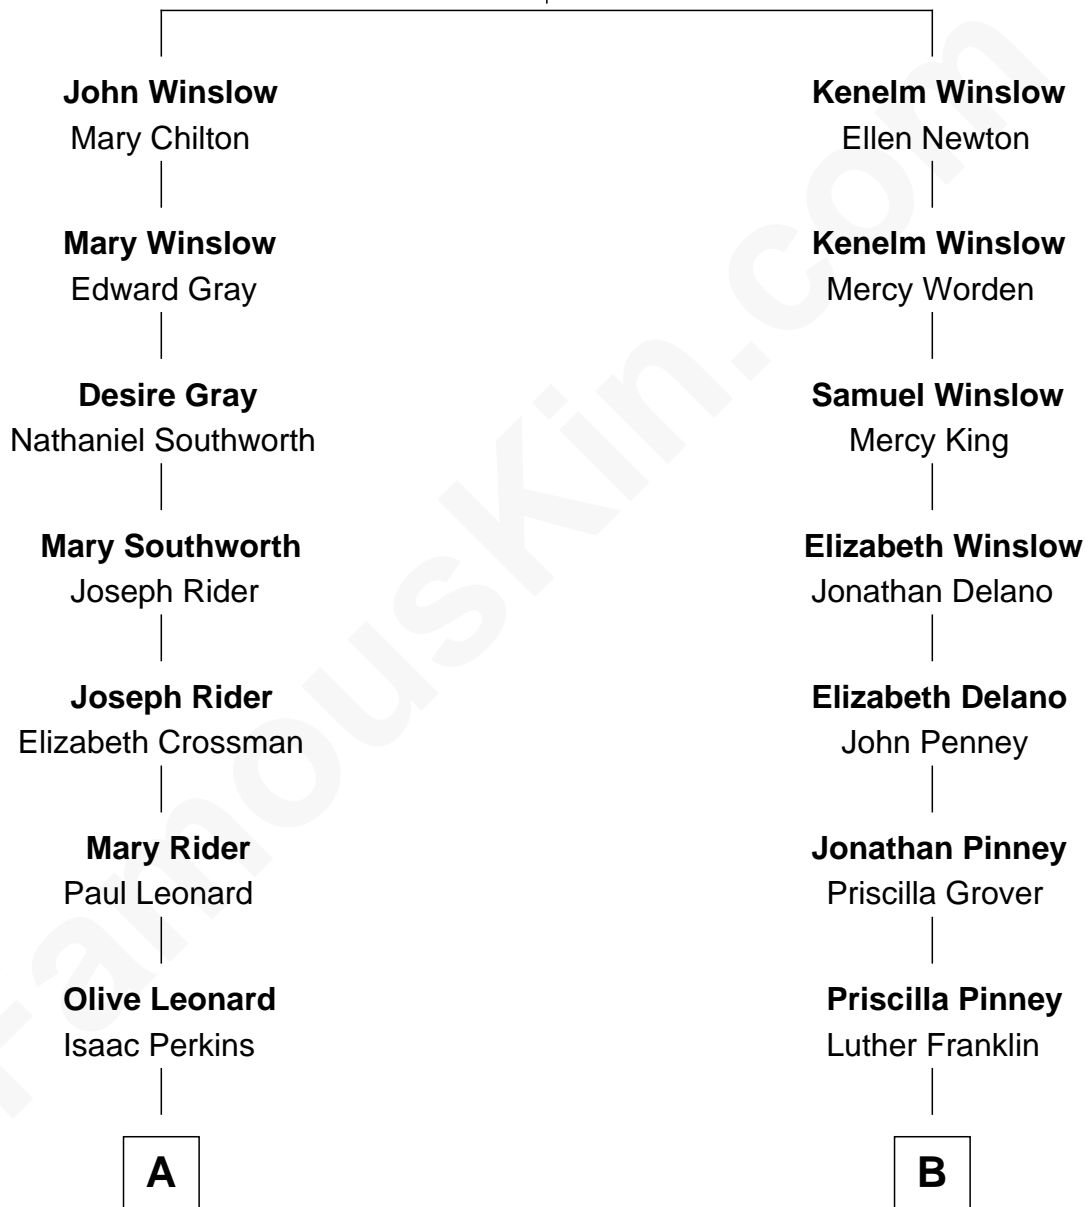 John Winslow
Mary Chilton
Mary Winslow
Edward Gray
Desire Gray
Nathaniel Southworth
Mary Southworth
Joseph Rider
Joseph Rider
Elizabeth Crossman
Mary Rider
Paul Leonard
Olive Leonard
Isaac Perkins
A
Kenelm Winslow
Ellen Newton
Kenelm Winslow
Mercy Worden
Samuel Winslow
Mercy King
Elizabeth Winslow
Jonathan Delano
Elizabeth Delano
John Penney
Jonathan Pinney
Priscilla Grover
Priscilla Pinney
Luther Franklin
B
FamousKin.com